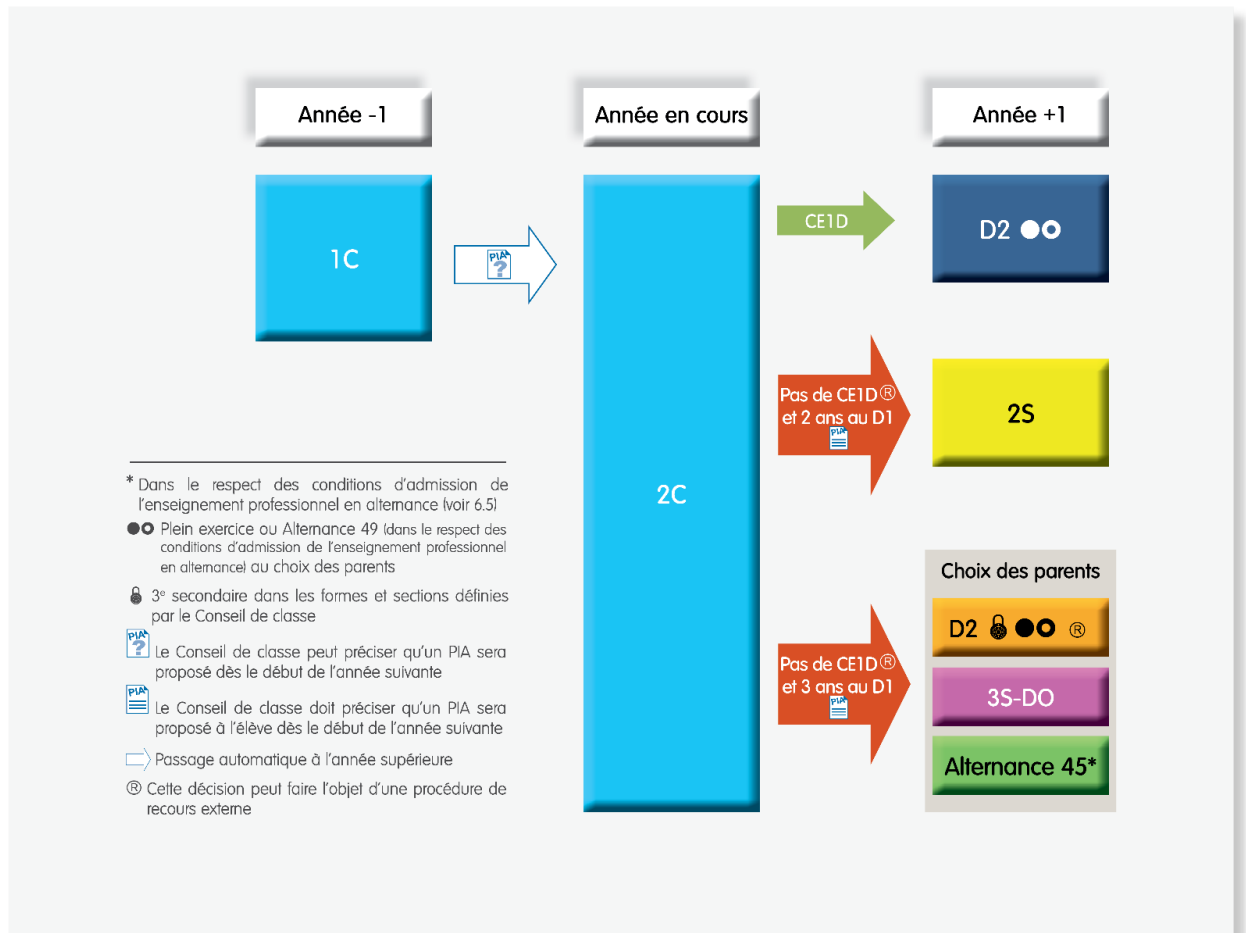 Année -1
Année en cours
Année +1
1C
PIA
?
2C
CE1D
D2
Pas de CE1D ®
et 2 ans au D1
PIA
2S
Pas de CE1D ®
et 3 ans au D1
PIA
Choix des parents
D2 ®
3S-DO
Alternance 45*
* Dans le respect des conditions d'admission de
l'enseignement professionnel en alternance (voir 6.5)
Plein exercice ou Alternance 49 (dans le respect des
conditions d'admission de l'enseignement professionnel
en alternance) au choix des parents
3e secondaire dans les formes et sections définies
par le Conseil de classe
PIA
?
Le Conseil de classe peut préciser qu'un PIA sera
proposé dès le début de l'année suivante
PIA
Le Conseil de classe doit préciser qu'un PIA sera
proposé à l'élève dès le début de l'année suivante
Passage automatique à l'année supérieure
® Cette décision peut faire l'objet d'une procédure de
recours externe